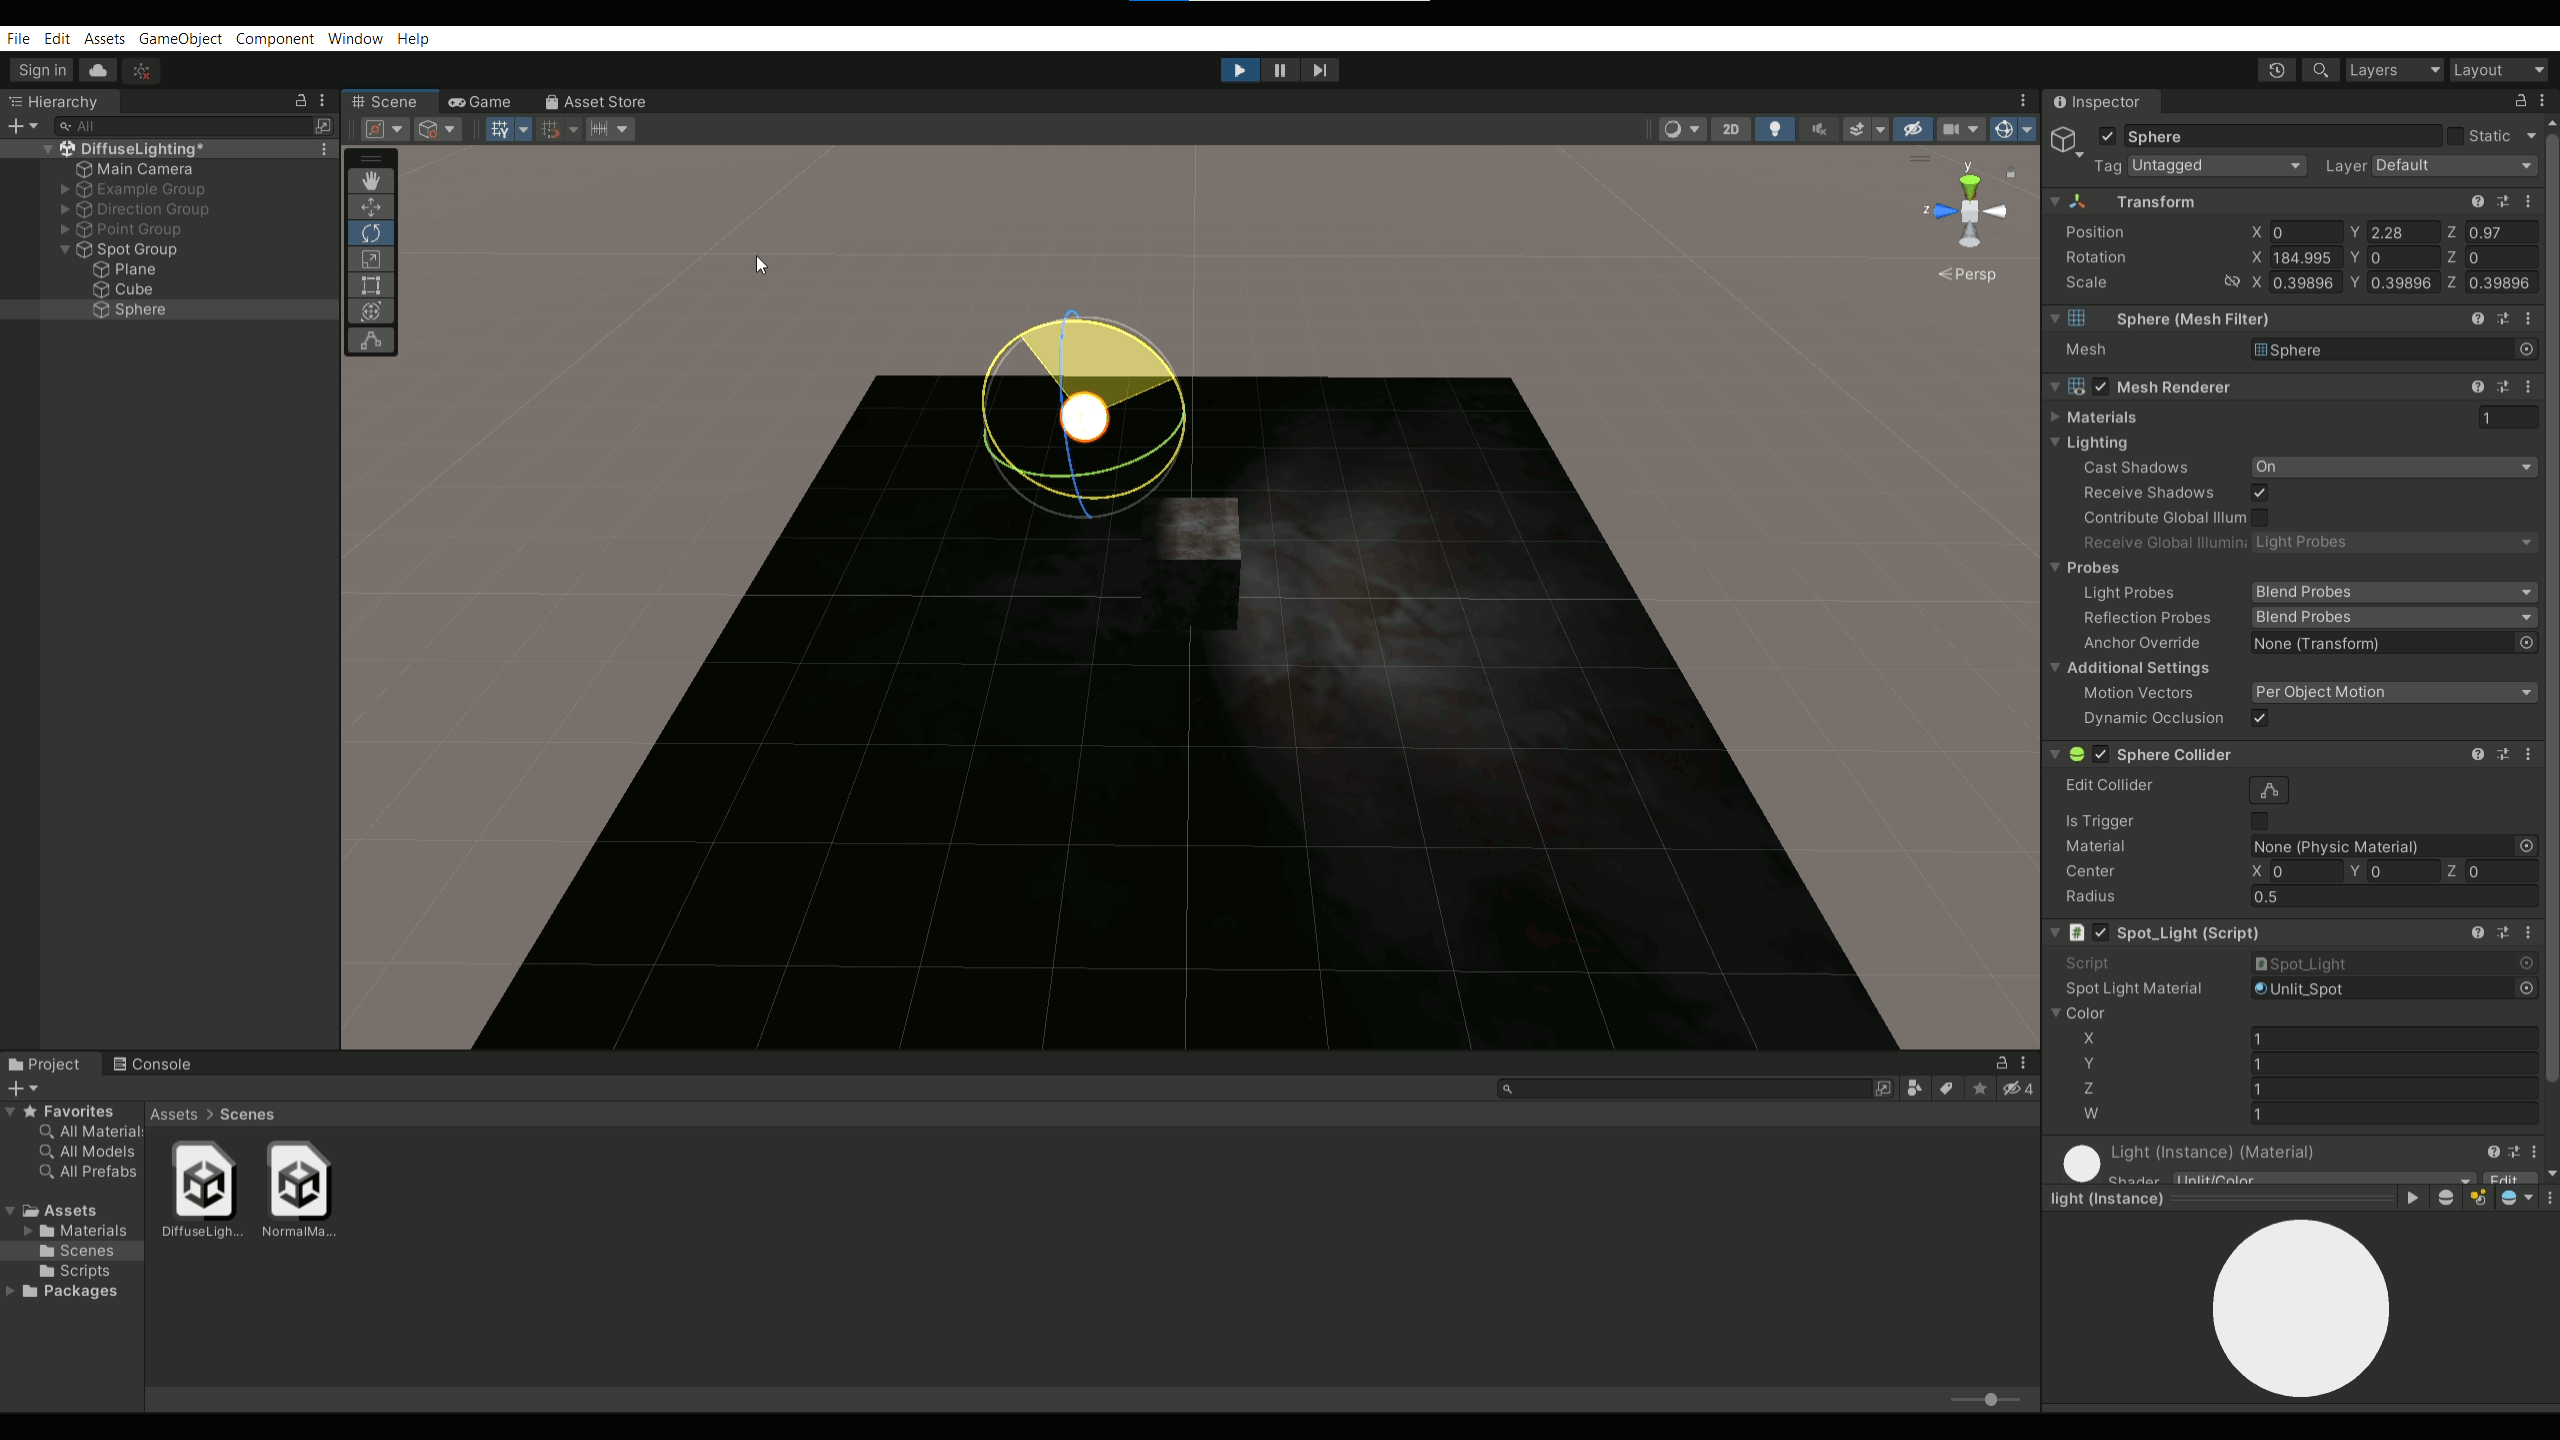 File Edit Assets GameObject Component Window Help
Sign in
Layers
Layout
Hierarchy
All
DiffuseLighting*
Main Camera
Example Group
Direction Group
Point Group
Spot Group
Plane
Cube
Sphere
Scene
Game
Asset Store
2D
y
z
Persp
Inspector
Sphere
Static
Tag Untagged
Layer Default
Transform
Position X 0 Y 2.28 Z 0.97
Rotation X 184.995 Y 0 Z 0
Scale X 0.39896 Y 0.39896 Z 0.39896
Sphere (Mesh Filter)
Mesh Sphere
Mesh Renderer
Materials 1
Lighting
Cast Shadows On
Receive Shadows
Contribute Global Illum
Receive Global Illumin Light Probes
Probes
Light Probes Blend Probes
Reflection Probes Blend Probes
Anchor Override None (Transform)
Additional Settings
Motion Vectors Per Object Motion
Dynamic Occlusion
Sphere Collider
Edit Collider
Is Trigger
Material None (Physic Material)
Center X 0 Y 0 Z 0
Radius 0.5
Spot_Light (Script)
Script Spot_Light
Spot Light Material Unlit_Spot
Color
X 1
Y 1
Z 1
W 1
Light (Instance) (Material)
Shader Unlit/Color Edit
light (Instance)
Project
Console
4
Favorites
All Material
All Models
All Prefabs
Assets
Materials
Scenes
Scripts
Packages
Assets > Scenes
DiffuseLigh...
NormalMa...